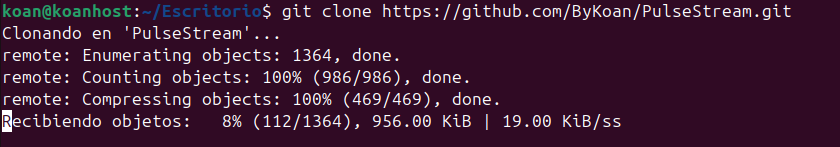 koan@koanhost:~/Escritorio$ git clone https://github.com/ByKoan/PulseStream.git
Clonando en 'PulseStream'...
remote: Enumerating objects: 1364, done.
remote: Counting objects: 100% (986/986), done.
remote: Compressing objects: 100% (469/469), done.
Recibiendo objetos:   8% (112/1364), 956.00 KiB | 19.00 KiB/ss